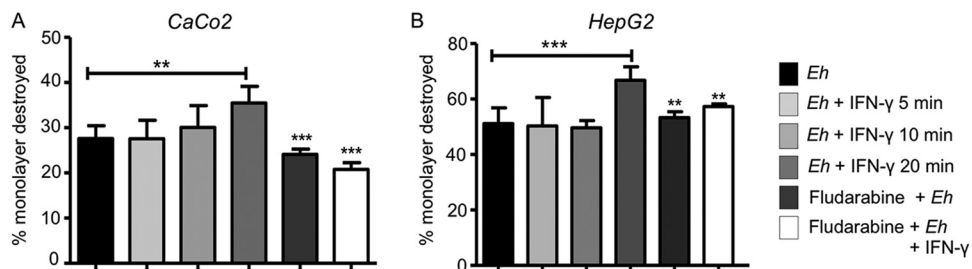 A
CaCo2
% monolayer destroyed
50
40
30
20
10
0
**
***
***
B
HepG2
% monolayer destroyed
80
60
40
20
0
***
**
**
Eh
Eh + IFN-γ 5 min
Eh + IFN-γ 10 min
Eh + IFN-γ 20 min
Fludarabine + Eh
Fludarabine + Eh
+ IFN-γ